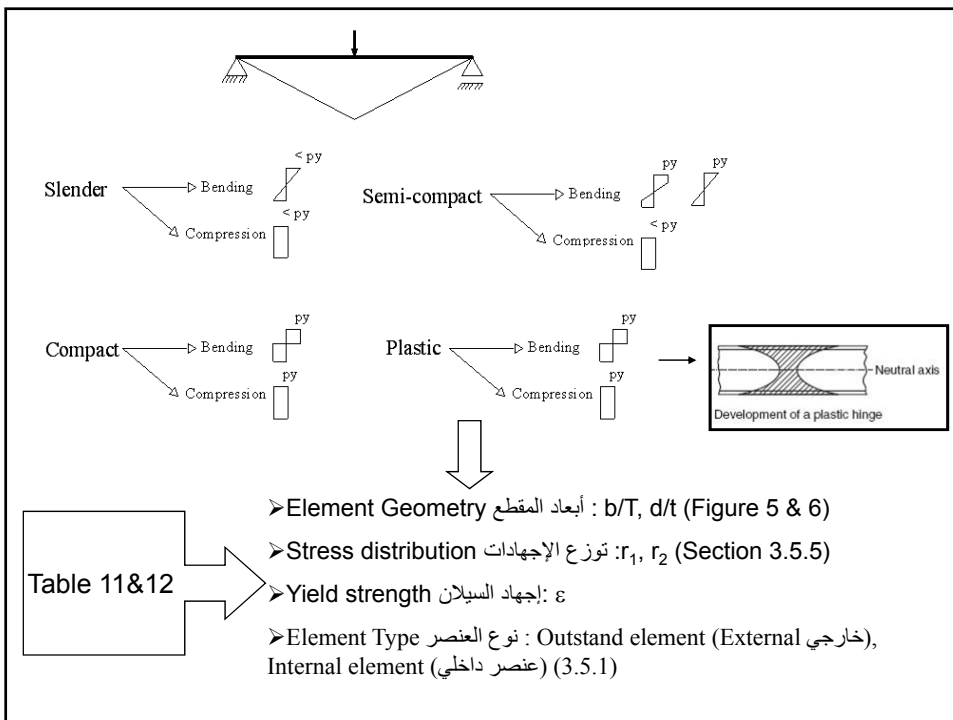 < py
Slender
Bending
< py
Compression
py
py
Semi-compact
Bending
< py
Compression
py
Compact
Bending
py
Compression
py
Plastic
Bending
py
Compression
Neutral axis
Development of a plastic hinge
Table 11&12
➢Element Geometry أبعاد المقطع : b/T, d/t (Figure 5 & 6)
➢Stress distribution توزع الإجهادات :r₁, r₂ (Section 3.5.5)
➢Yield strength إجهاد السيلان: ε
➢Element Type نوع العنصر : Outstand element (External خارجي),
Internal element (عنصر داخلي) (3.5.1)